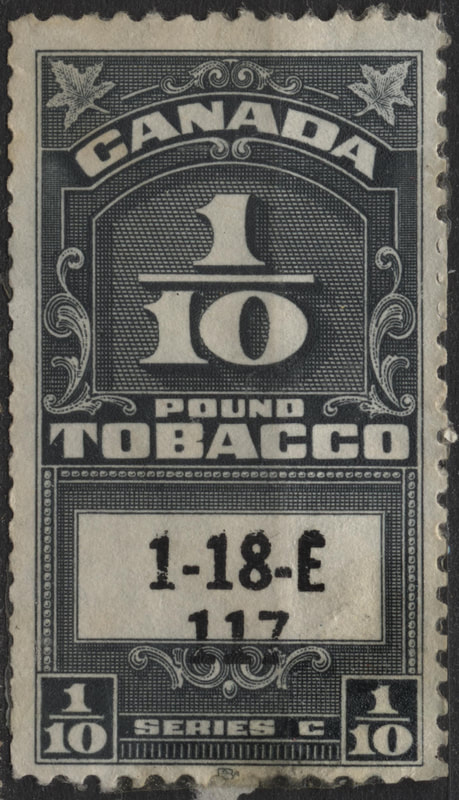 CANADA
1/10
POUND
TOBACCO
1-18-E
117
1/10 SERIES C 1/10